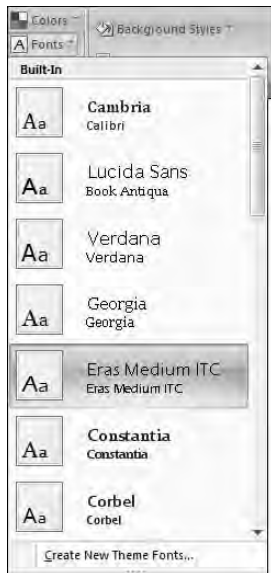 Colors
Background Styles
A Fonts
Built-In
Aa
Cambria
Calibri
Aa
Lucida Sans
Book Antiqua
Aa
Verdana
Verdana
Aa
Georgia
Georgia
Aa
Eras Medium ITC
Eras Medium ITC
Aa
Constantia
Constantia
Aa
Corbel
Corbel
Create New Theme Fonts...